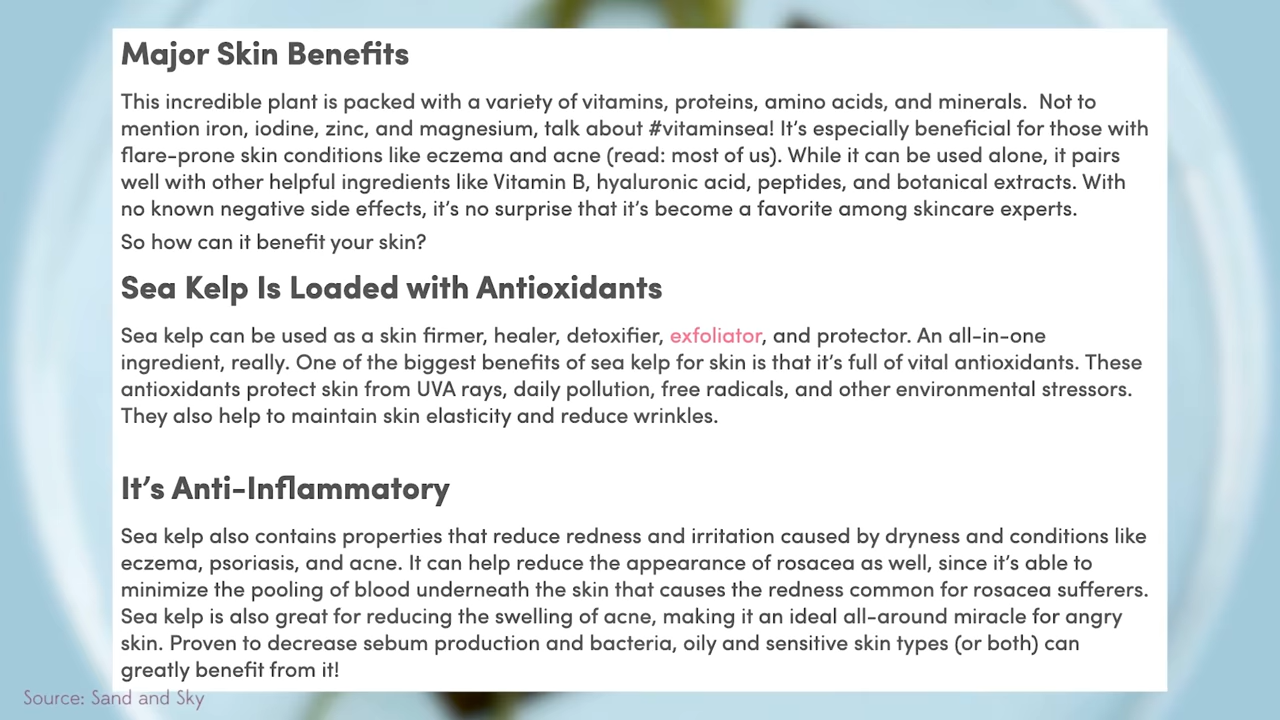 Major Skin Benefits
This incredible plant is packed with a variety of vitamins, proteins, amino acids, and minerals.  Not to
mention iron, iodine, zinc, and magnesium, talk about #vitaminsea! It’s especially beneficial for those with
flare-prone skin conditions like eczema and acne (read: most of us). While it can be used alone, it pairs
well with other helpful ingredients like Vitamin B, hyaluronic acid, peptides, and botanical extracts. With
no known negative side effects, it’s no surprise that it’s become a favorite among skincare experts.
So how can it benefit your skin?
Sea Kelp Is Loaded with Antioxidants
Sea kelp can be used as a skin firmer, healer, detoxifier, exfoliator, and protector. An all-in-one
ingredient, really. One of the biggest benefits of sea kelp for skin is that it’s full of vital antioxidants. These
antioxidants protect skin from UVA rays, daily pollution, free radicals, and other environmental stressors.
They also help to maintain skin elasticity and reduce wrinkles.
It’s Anti-Inflammatory
Sea kelp also contains properties that reduce redness and irritation caused by dryness and conditions like
eczema, psoriasis, and acne. It can help reduce the appearance of rosacea as well, since it’s able to
minimize the pooling of blood underneath the skin that causes the redness common for rosacea sufferers.
Sea kelp is also great for reducing the swelling of acne, making it an ideal all-around miracle for angry
skin. Proven to decrease sebum production and bacteria, oily and sensitive skin types (or both) can
greatly benefit from it!
Source: Sand and Sky